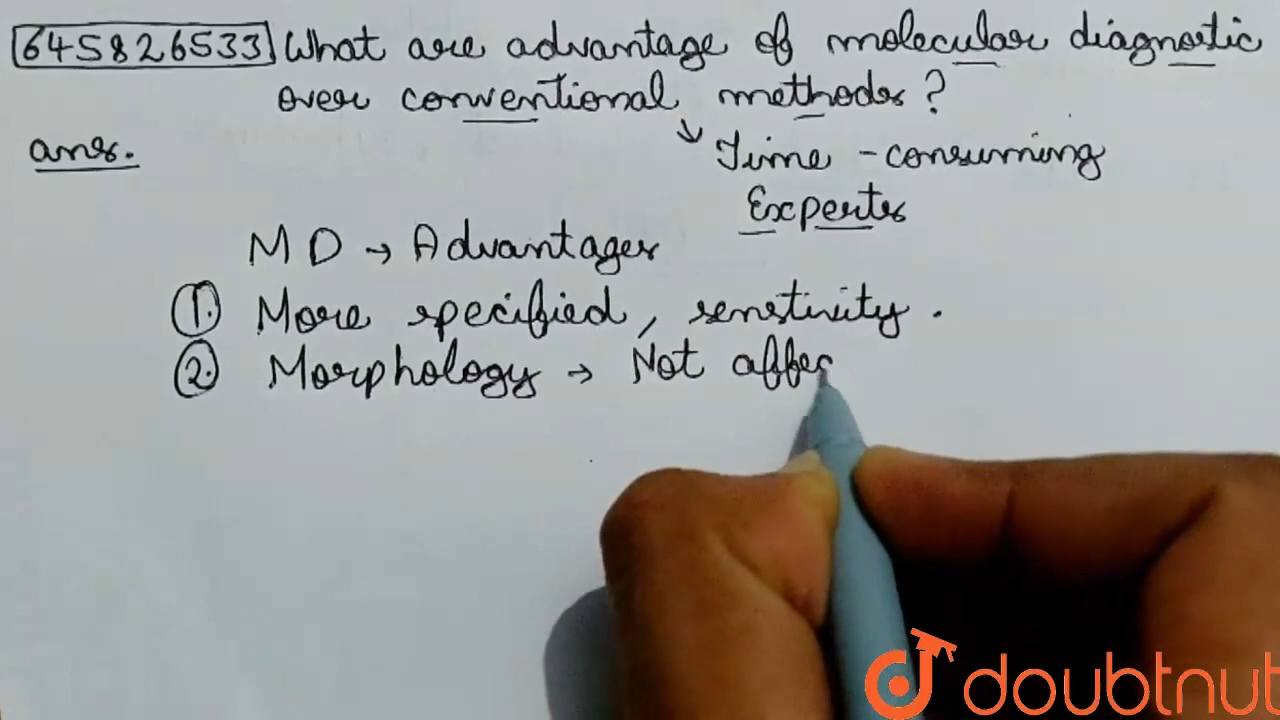 645826533 What are advantage of molecular diagnostic
over conventional methods?
ans.
↘ Time - consuming
Experts
M D → Advantages
1. More specified, senstivity.
2. Morphology → Not affec
doubtnut